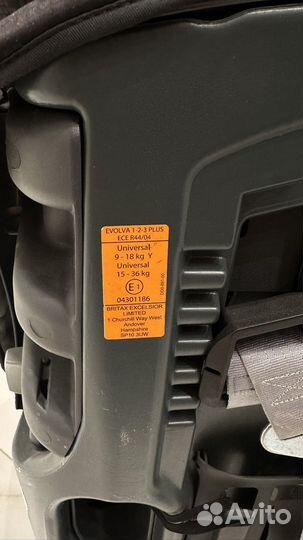 EVOLVA 1-2-3 PLUS
ECE R44/04
Universal
9 - 18 kg Y
Universal
15 - 36 kg
E1
04301186
BRITAX EXCELSIOR
LIMITED
1 Churchill Way West
Andover
Hampshire
SP10 3UW
Avito